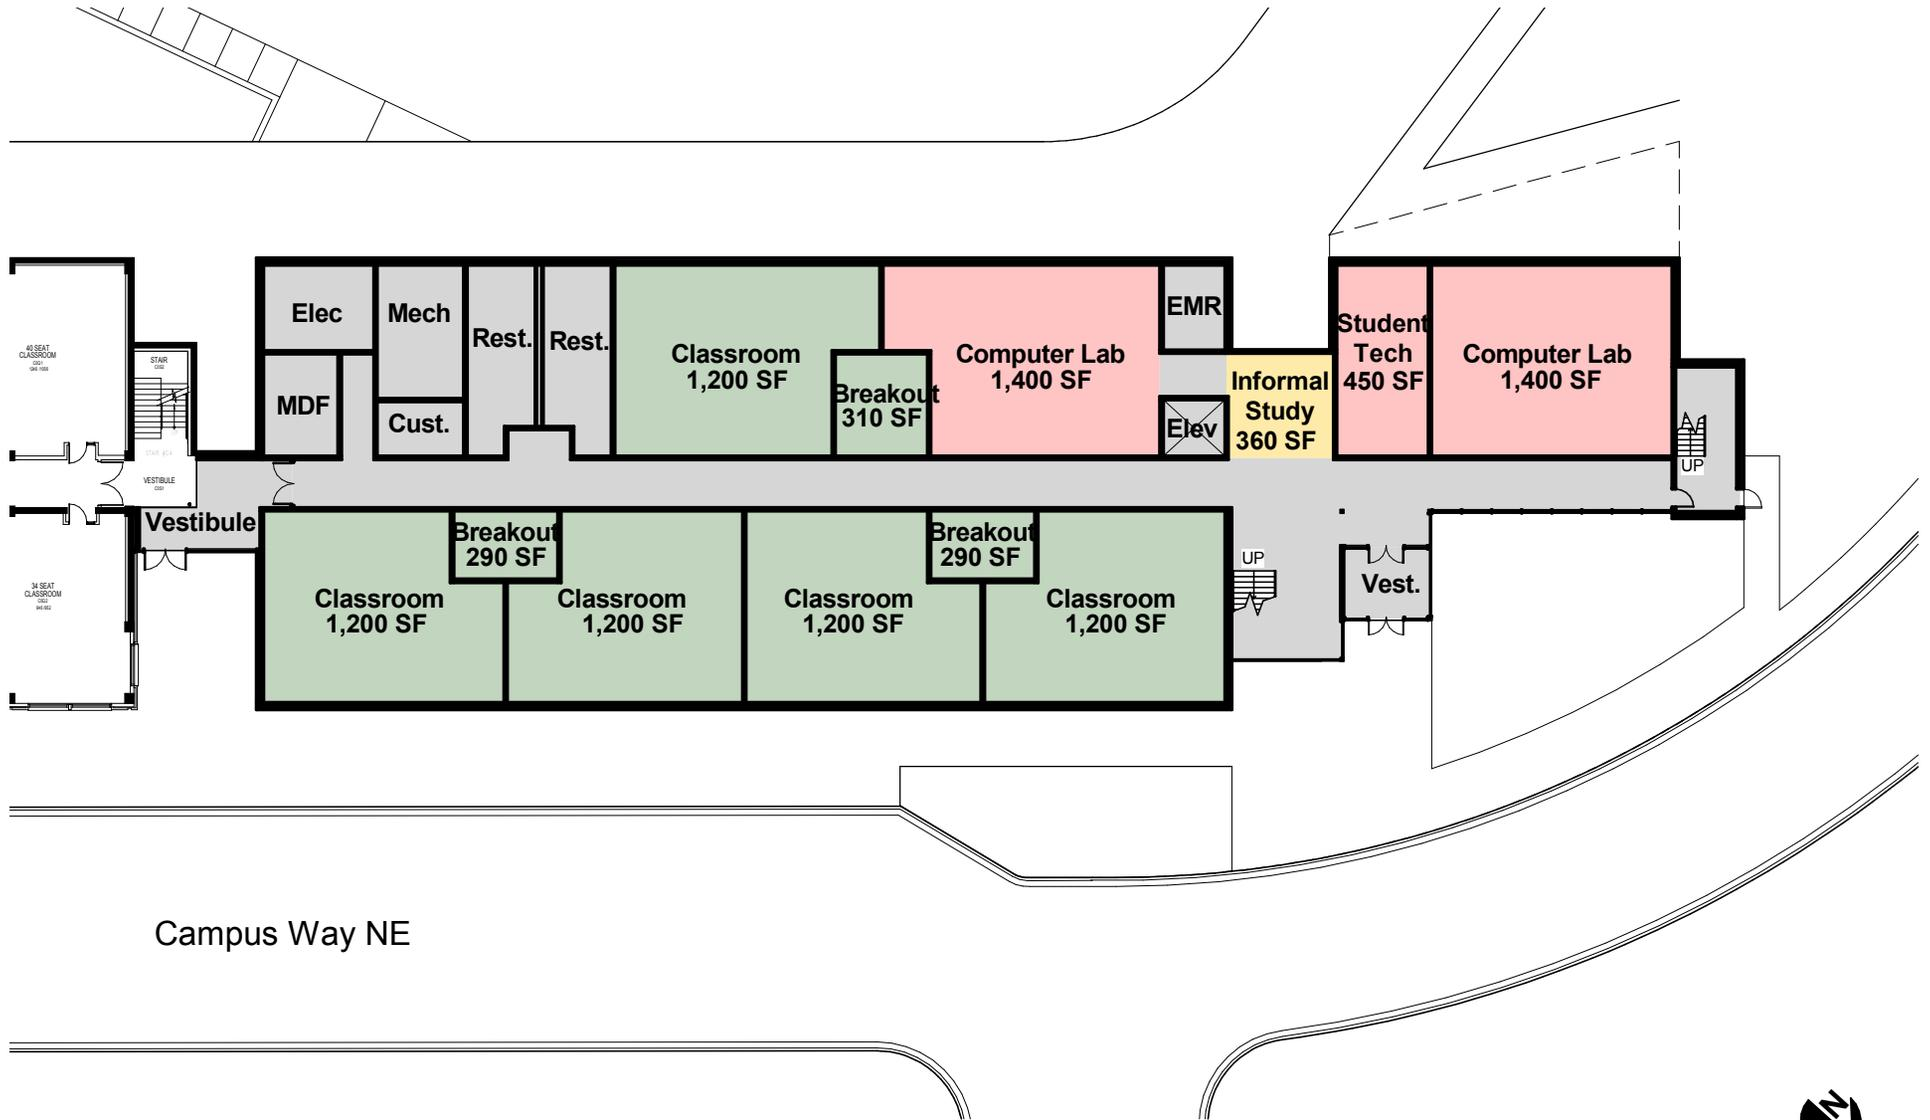 Elec
Mech
Rest.
Rest.
MDF
Cust.
Classroom
1,200 SF
Breakout
310 SF
Computer Lab
1,400 SF
EMR
Elev
Informal
Study
360 SF
Student
Tech
450 SF
Computer Lab
1,400 SF
UP
40 SEAT
CLASSROOM
STAIR
VESTIBULE
Vestibule
34 SEAT
CLASSROOM
Breakout
290 SF
Breakout
290 SF
Classroom
1,200 SF
Classroom
1,200 SF
Classroom
1,200 SF
Classroom
1,200 SF
UP
Vest.
Campus Way NE
N